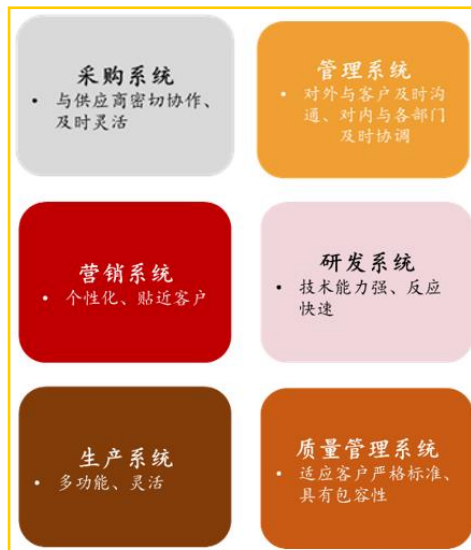 采购系统
• 与供应商密切协作、
及时灵活
管理系统
• 对外与客户及时沟
通、对内与各部门
及时协调
营销系统
• 个性化、贴近客户
研发系统
• 技术能力强、反应
快速
生产系统
• 多功能、灵活
质量管理系统
• 适应客户严格标准、
具有包容性